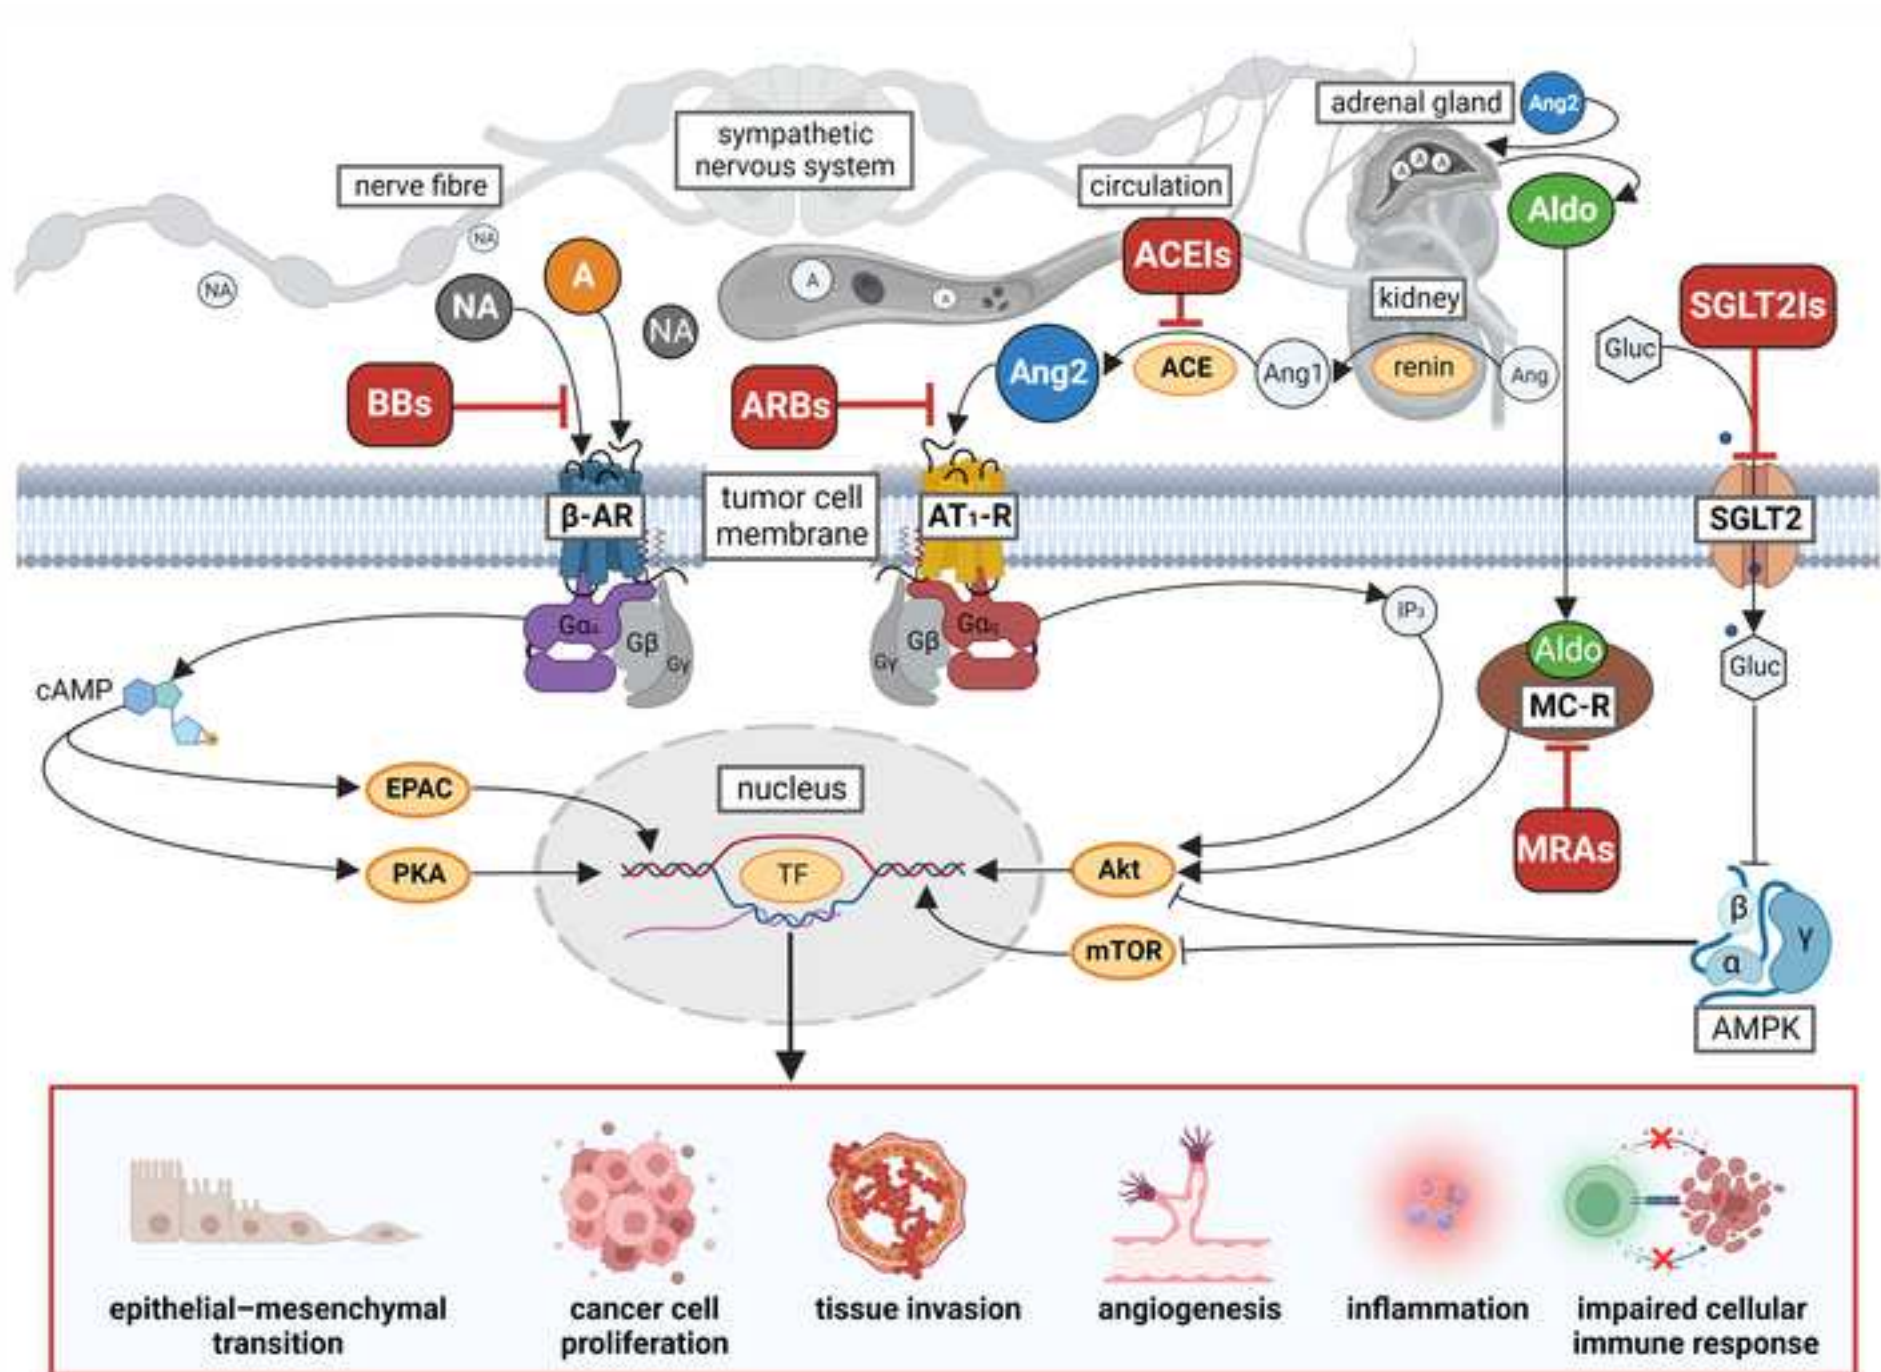 adrenal gland
Ang2
sympathetic
nervous system
nerve fibre
circulation
A
A
A
Aldo
NA
NA
NA
A
NA
ACEIs
A
A
kidney
SGLT2Is
Gluc
BBs
ARBs
Ang2
ACE
Ang1
renin
Ang
β-AR
tumor cell
membrane
AT₁-R
SGLT2
Gαₛ
Gβ
Gγ
Gγ
Gβ
Gα
IP₃
Aldo
MC-R
Gluc
cAMP
EPAC
nucleus
PKA
TF
Akt
MRAs
mTOR
β
γ
α
AMPK
epithelial–mesenchymal
transition
cancer cell
proliferation
tissue invasion
angiogenesis
inflammation
impaired cellular
immune response